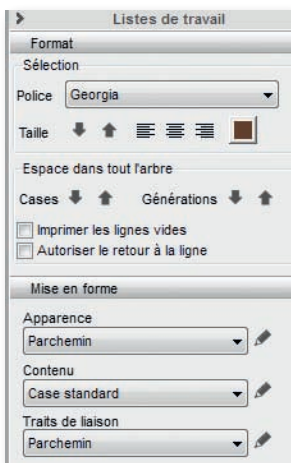 Listes de travail
Format
Sélection
Police Georgia
Taille
Espace dans tout l'arbre
Cases Générations
Imprimer les lignes vides
Autoriser le retour à la ligne
Mise en forme
Apparence
Parchemin
Contenu
Case standard
Traits de liaison
Parchemin